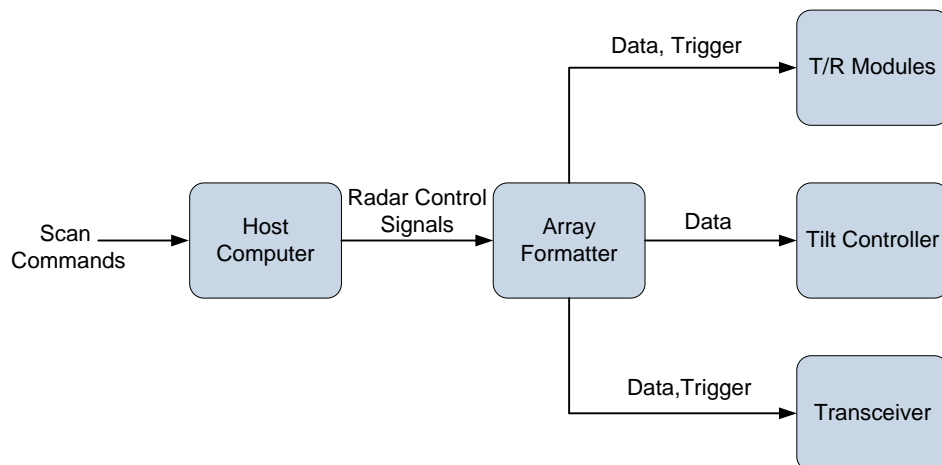 Data, Trigger
T/R Modules
Radar Control
Signals
Scan
Commands
Host
Computer
Array
Formatter
Data
Tilt Controller
Data,Trigger
Transceiver